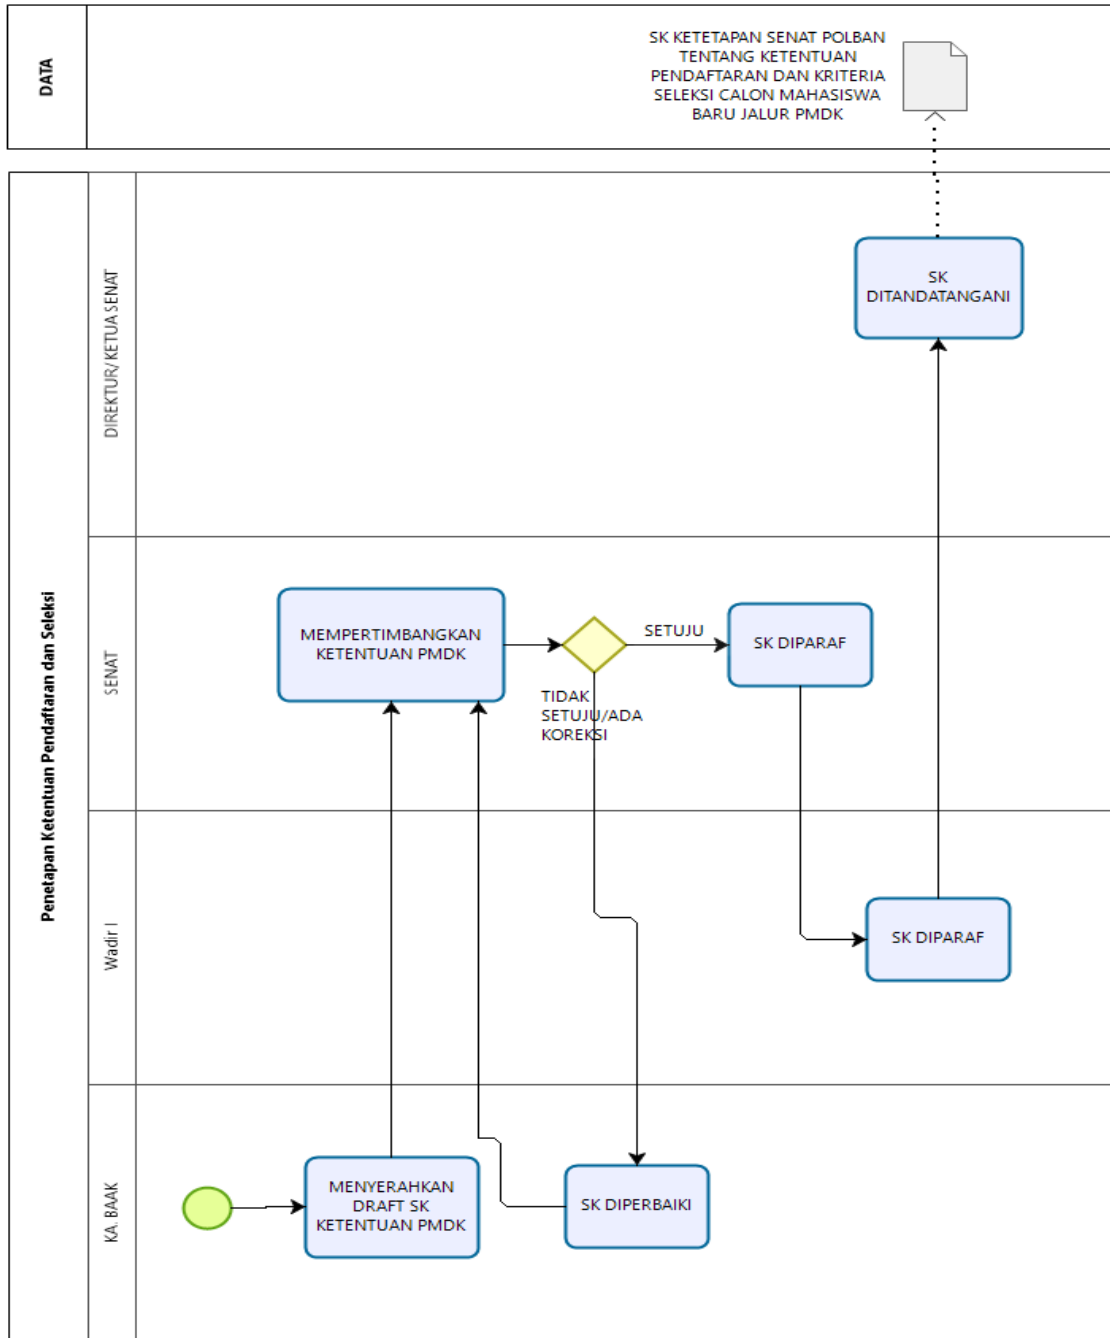 DATA
SK KETETAPAN SENAT POLBAN
TENTANG KETENTUAN
PENDAFTARAN DAN KRITERIA
SELEKSI CALON MAHASISWA
BARU JALUR PMDK
Penetapan Ketentuan Pendaftaran dan Seleksi
DIREKTUR/KETUA SENAT
SK
DITANDATANGANI
SENAT
MEMPERTIMBANGKAN
KETENTUAN PMDK
SETUJU
SK DIPARAF
TIDAK
SETUJU/ADA
KOREKSI
Wadir I
SK DIPARAF
KA. BAAK
MENYERAHKAN
DRAFT SK
KETENTUAN PMDK
SK DIPERBAIKI